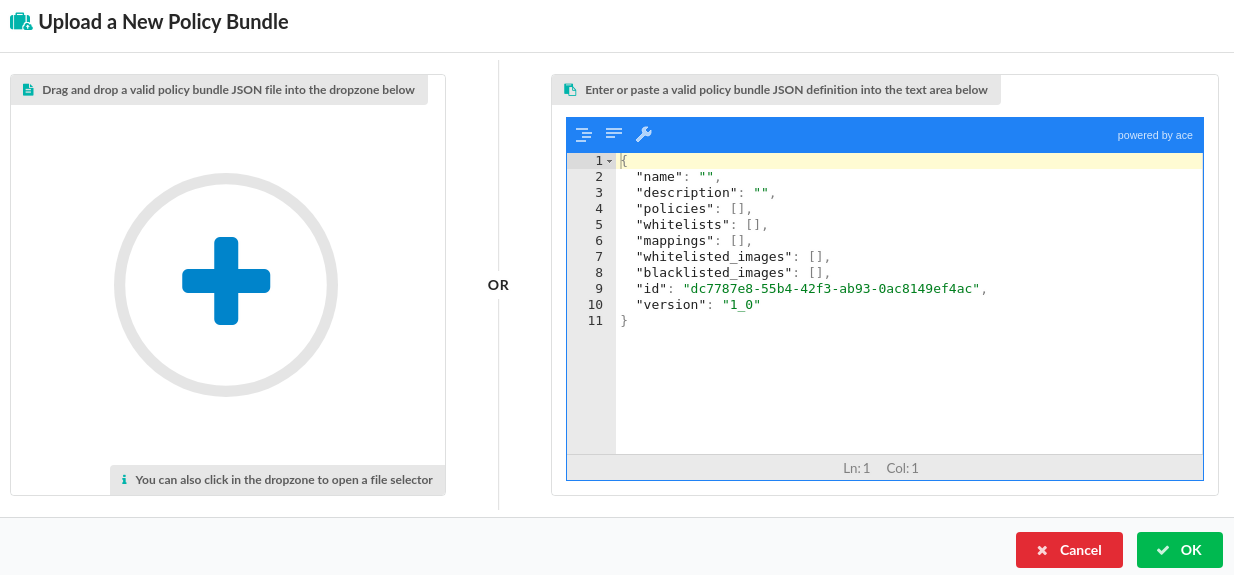 Upload a New Policy Bundle
Drag and drop a valid policy bundle JSON file into the dropzone below
You can also click in the dropzone to open a file selector
OR
Enter or paste a valid policy bundle JSON definition into the text area below
powered by ace
1 {
2   "name": "",
3   "description": "",
4   "policies": [],
5   "whitelists": [],
6   "mappings": [],
7   "whitelisted_images": [],
8   "blacklisted_images": [],
9   "id": "dc7787e8-55b4-42f3-ab93-0ac8149ef4ac",
10   "version": "1_0"
11 }
Ln: 1 Col: 1
Cancel
OK